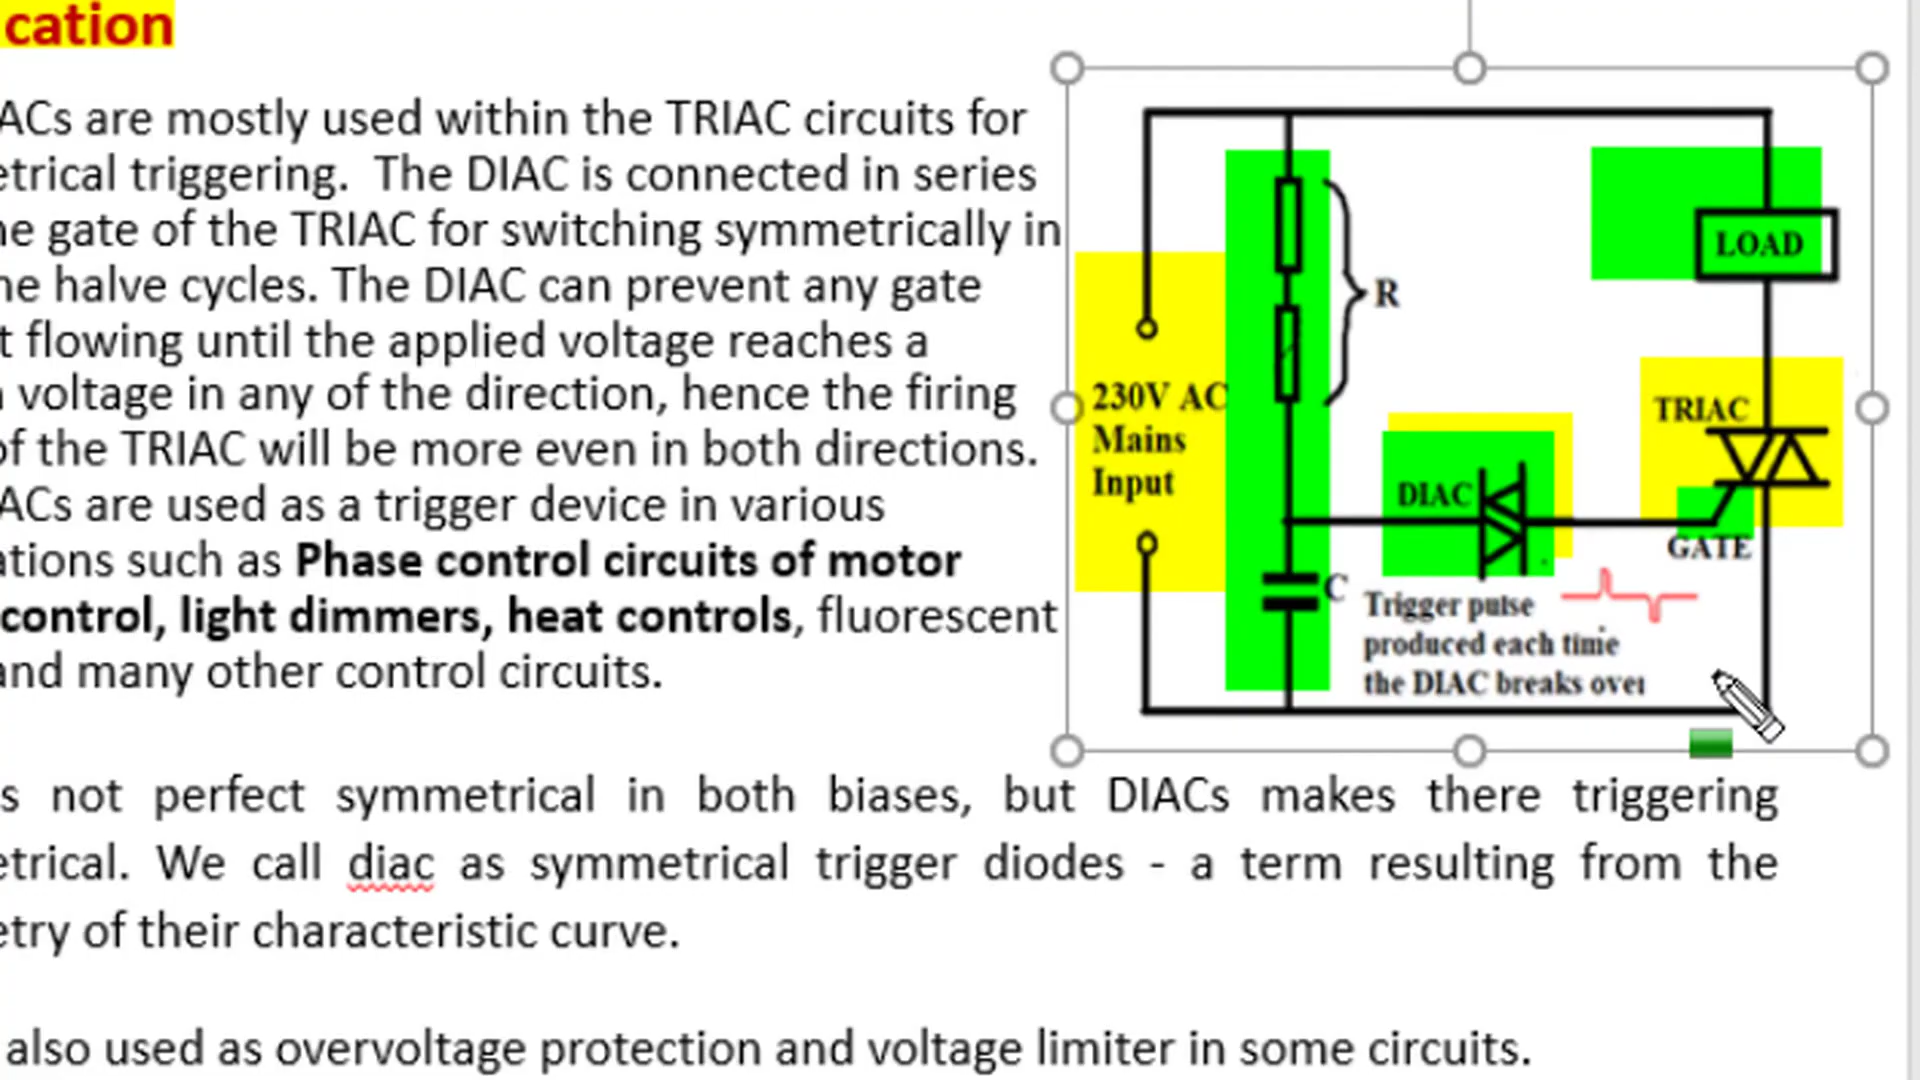 cation
ACs are mostly used within the TRIAC circuits for
etrical triggering. The DIAC is connected in series
he gate of the TRIAC for switching symmetrically in
he halve cycles. The DIAC can prevent any gate
t flowing until the applied voltage reaches a
voltage in any of the direction, hence the firing
of the TRIAC will be more even in both directions.
ACs are used as a trigger device in various
ations such as Phase control circuits of motor
control, light dimmers, heat controls, fluorescent
and many other control circuits.
R
LOAD
230V AC
Mains
Input
TRIAC
DIAC
GATE
C
Trigger pulse
produced each time
the DIAC breaks over
s not perfect symmetrical in both biases, but DIACs makes there triggering
etrical. We call diac as symmetrical trigger diodes - a term resulting from the
etry of their characteristic curve.
also used as overvoltage protection and voltage limiter in some circuits.